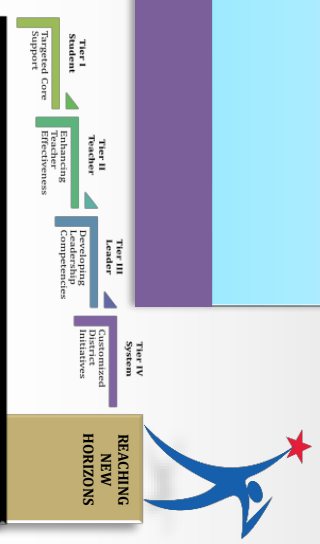 Tier I
Student
Targeted Core
Support
Tier II
Teacher
Enhancing
Teacher
Effectiveness
Tier III
Leader
Developing
Leadership
Competencies
Tier IV
System
Customized
District
Initiatives
REACHING
NEW
HORIZONS